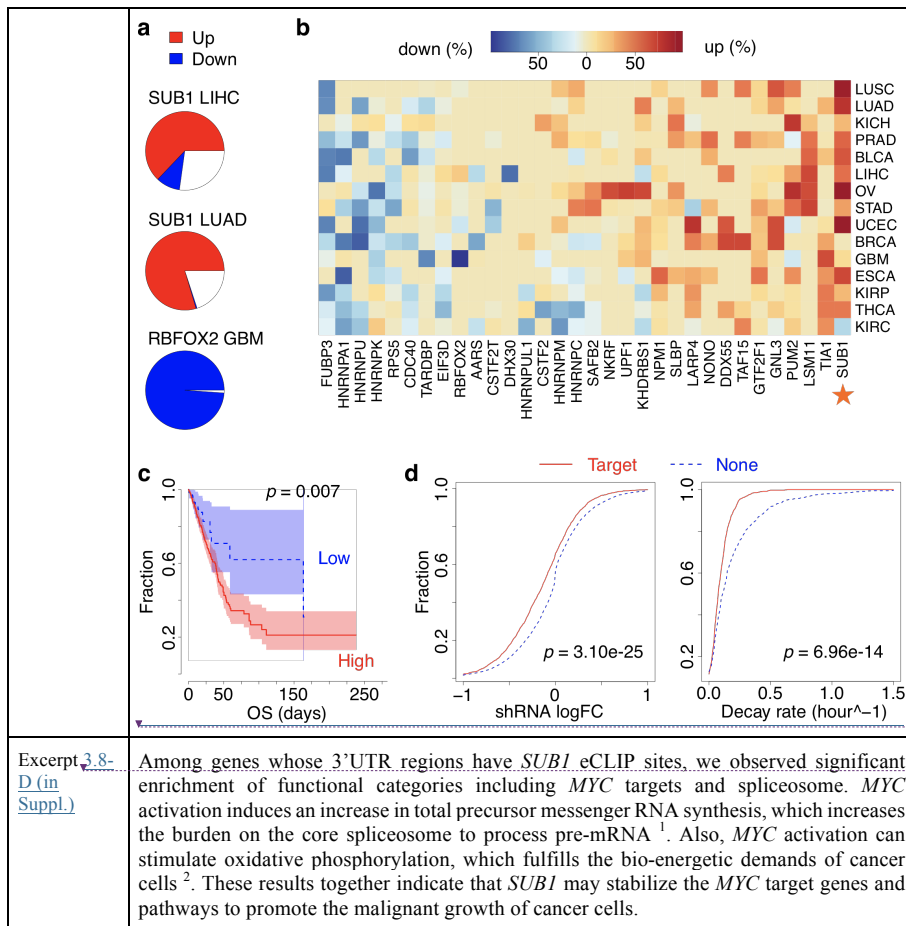 a
Up
Down
SUB1 LIHC
SUB1 LUAD
RBFOX2 GBM
b
down (%)
up (%)
50 0 50
LUSC
LUAD
KICH
PRAD
BLCA
LIHC
OV
STAD
UCEC
BRCA
GBM
ESCA
KIRP
THCA
KIRC
FUBP3
HNRNPA1
HNRNPU
HNRNPK
RPS5
CDC40
TARDBP
EIF3D
RBFOX2
AARS
CSTF2T
DHX30
HNRNPUL1
CSTF2
HNRNPM
HNRNPC
SAFB2
NKRF
UPF1
KHDRBS1
NPM1
SLBP
LARP4
NONO
DDX55
TAF15
GTF2F1
GNL3
PUM2
LSM11
TIA1
SUB1
c
p = 0.007
Low
High
Fraction
1.0
0.6
0.2
0 50 150 250
OS (days)
d
Target
None
Fraction
1.0
0.6
0.2
p = 3.10e-25
−1 0 1
shRNA logFC
1.0
0.6
0.2
p = 6.96e-14
0.0 0.5 1.0 1.5
Decay rate (hour^−1)
Excerpt 3.8-
D (in
Suppl.)
Among genes whose 3’UTR regions have SUB1 eCLIP sites, we observed significant
enrichment of functional categories including MYC targets and spliceosome. MYC
activation induces an increase in total precursor messenger RNA synthesis, which increases
the burden on the core spliceosome to process pre-mRNA 1. Also, MYC activation can
stimulate oxidative phosphorylation, which fulfills the bio-energetic demands of cancer
cells 2. These results together indicate that SUB1 may stabilize the MYC target genes and
pathways to promote the malignant growth of cancer cells.